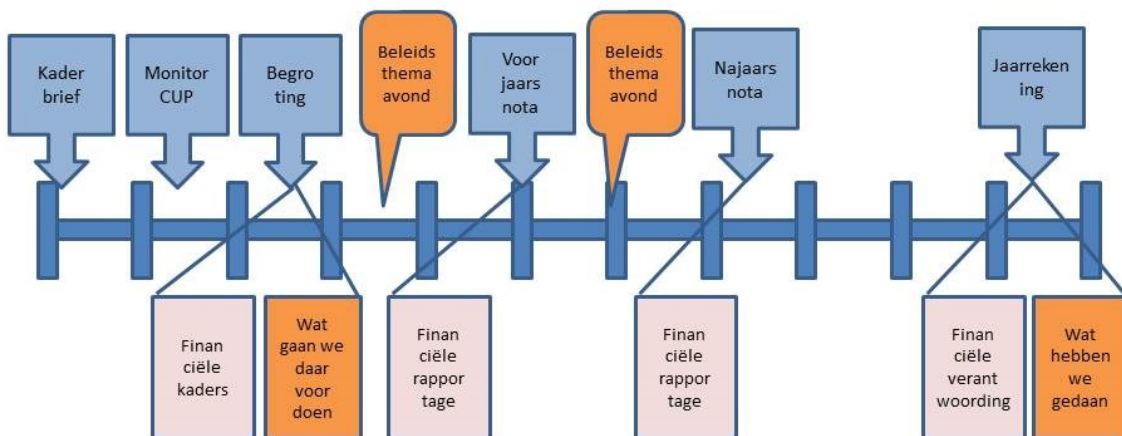 Kader
brief
Monitor
CUP
Begro
ting
Beleids
thema
avond
Voor
jaars
nota
Beleids
thema
avond
Najaars
nota
Jaarreken
ing
Finan
ciële
kaders
Wat
gaan we
daar
voor
doen
Finan
ciële
rappor
tage
Finan
ciële
rappor
tage
Finan
ciële
verant
woording
Wat
hebben
we
gedaan